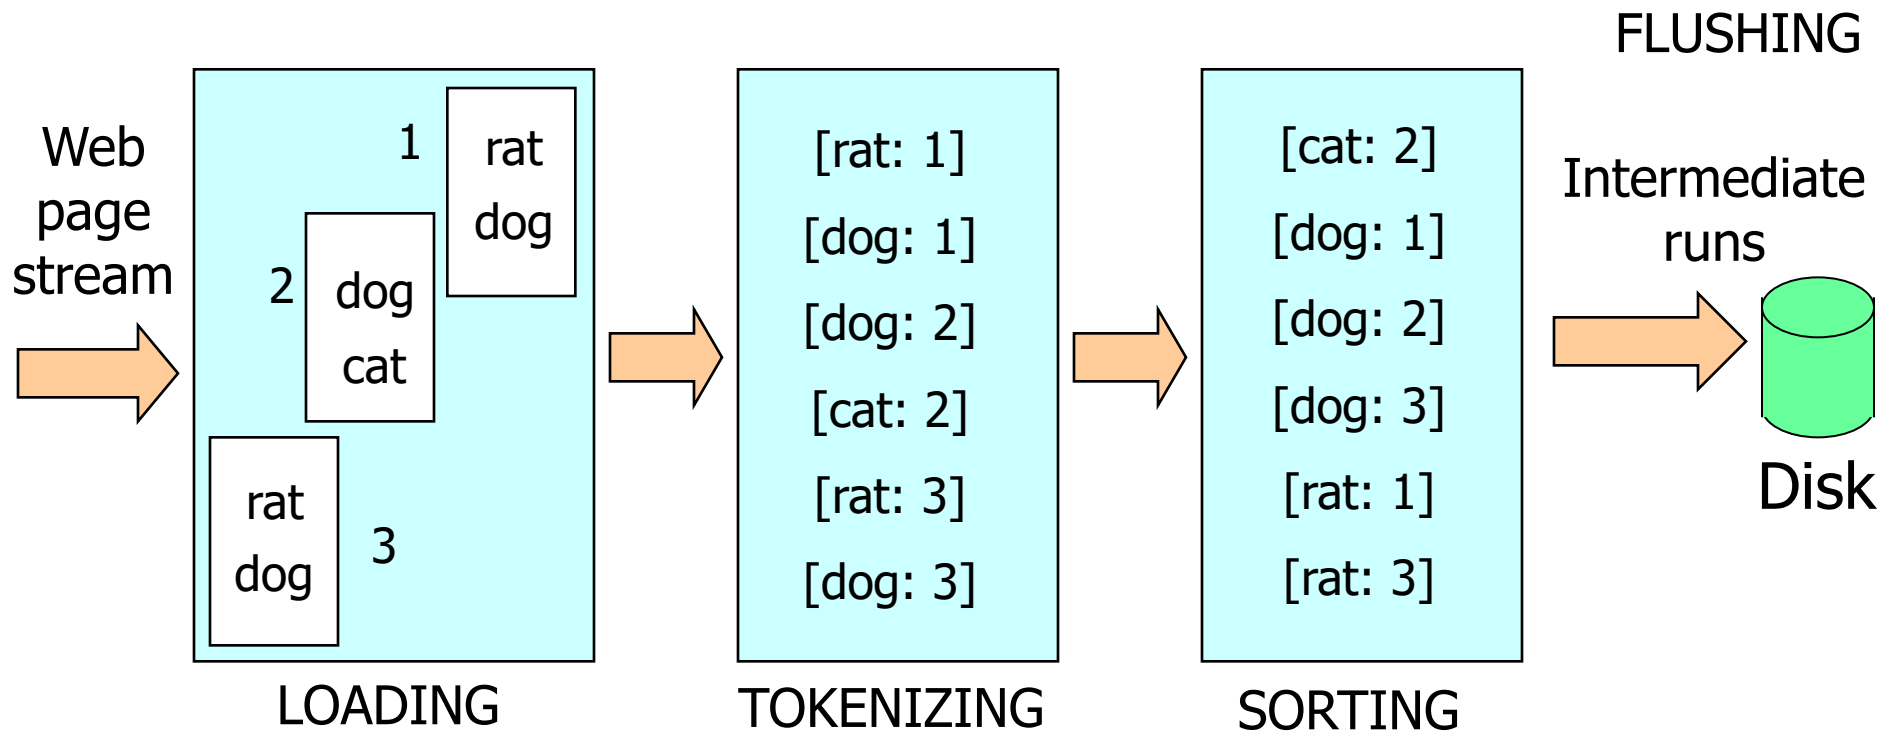 FLUSHING
Web
page
stream
1
rat
dog
2
dog
cat
rat
dog
3
LOADING
[rat: 1]
[dog: 1]
[dog: 2]
[cat: 2]
[rat: 3]
[dog: 3]
TOKENIZING
[cat: 2]
[dog: 1]
[dog: 2]
[dog: 3]
[rat: 1]
[rat: 3]
SORTING
Intermediate
runs
Disk